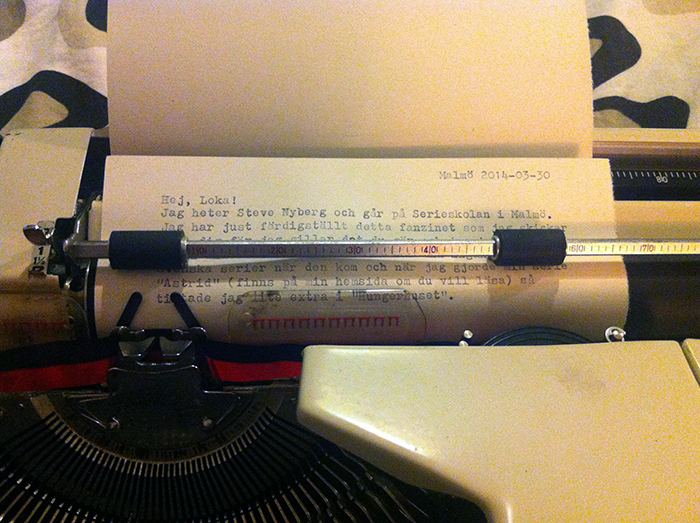 Malmö 2014-03-30
Hej, Loka!
Jag heter Steve Nyberg och går på Serieskolan i Malmö.
Jag har just färdigställt detta fanzinet som jag skickar
svenska serier när den kom och när jag gjorde min serie
"Astrid" (finns på min hemsida om du vill läsa) så
tittade jag lite extra i "Hungerhuset".